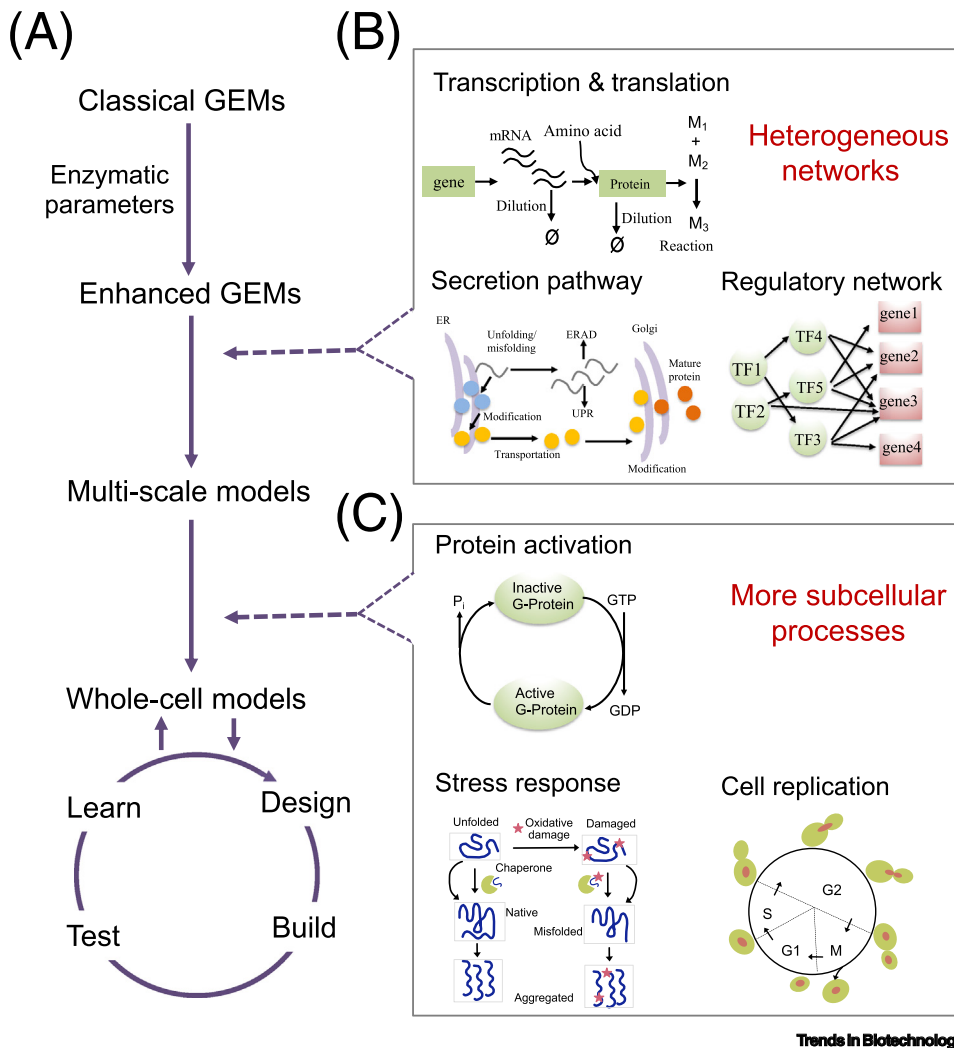 (A)
Classical GEMs
Enzymatic
parameters
Enhanced GEMs
Multi-scale models
Whole-cell models
Learn
Design
Test
Build
(B)
Transcription & translation
Heterogeneous
networks
gene
mRNA
Amino acid
Protein
Dilution
Ø
Dilution
Ø
M1
+
M2
M3
Reaction
Secretion pathway
ER
Unfolding/
misfolding
ERAD
UPR
Golgi
Mature
protein
Modification
Transportation
Modification
Regulatory network
TF1
TF2
TF4
TF5
TF3
gene1
gene2
gene3
gene4
(C)
Protein activation
More subcellular
processes
Inactive
G-Protein
Pi
GTP
Active
G-Protein
GDP
Stress response
Unfolded
Oxidative
damage
Damaged
Chaperone
Native
Misfolded
Aggregated
Cell replication
G2
S
G1
M
Trends in Biotechnolog